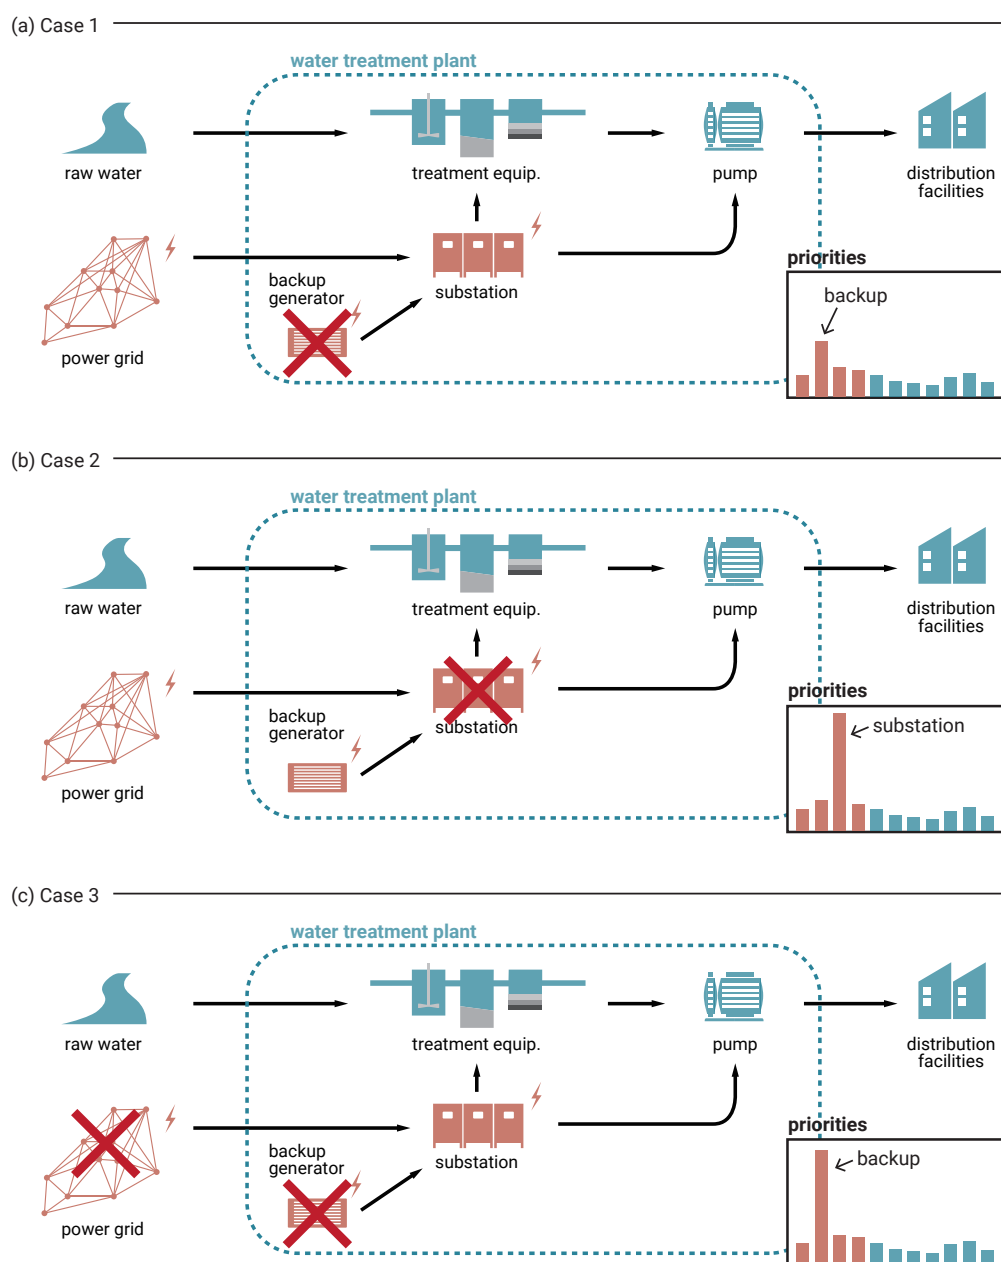 (a) Case 1
water treatment plant
raw water
treatment equip.
pump
distribution
facilities
power grid
backup
generator
substation
priorities
backup
(b) Case 2
water treatment plant
raw water
treatment equip.
pump
distribution
facilities
power grid
backup
generator
substation
priorities
substation
(c) Case 3
water treatment plant
raw water
treatment equip.
pump
distribution
facilities
power grid
backup
generator
substation
priorities
backup